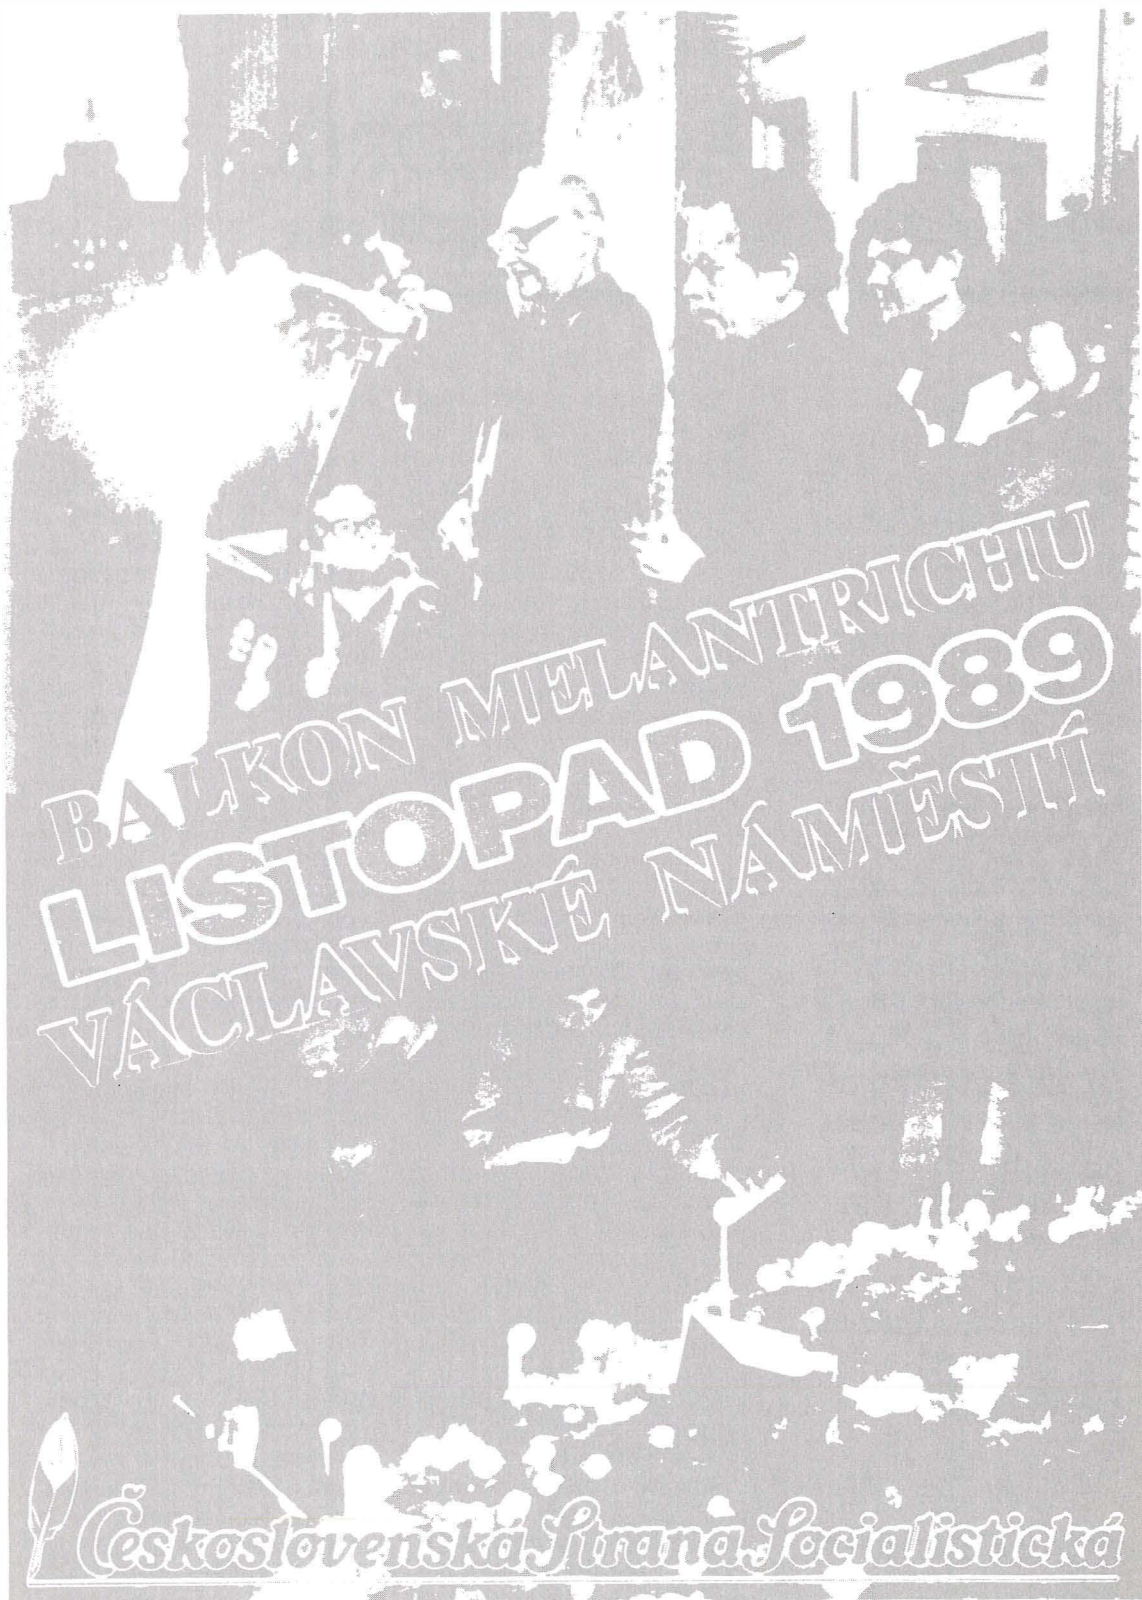 BALKON MELANTRICHU
LISTOPAD 1989
VÁCLAVSKÉ NÁMĚSTÍ
Československá Strana Socialistická